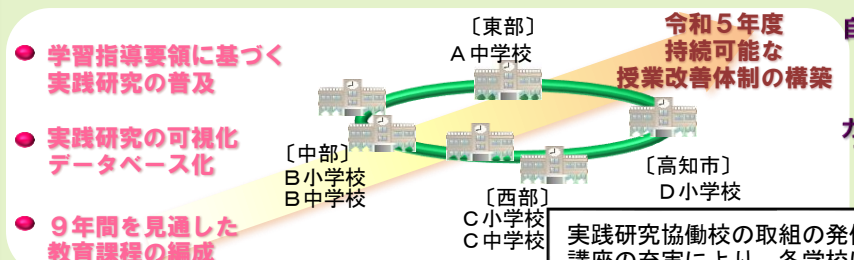 学習指導要領に基づく
実践研究の普及
実践研究の可視化
データベース化
9年間を見通した
教育課程の編成
〔東部〕
A中学校
〔中部〕
B小学校
B中学校
〔西部〕
C小学校
C中学校
〔高知市〕
D小学校
令和5年度
持続可能な
授業改善体制の構築
実践研究協働校の取組の発